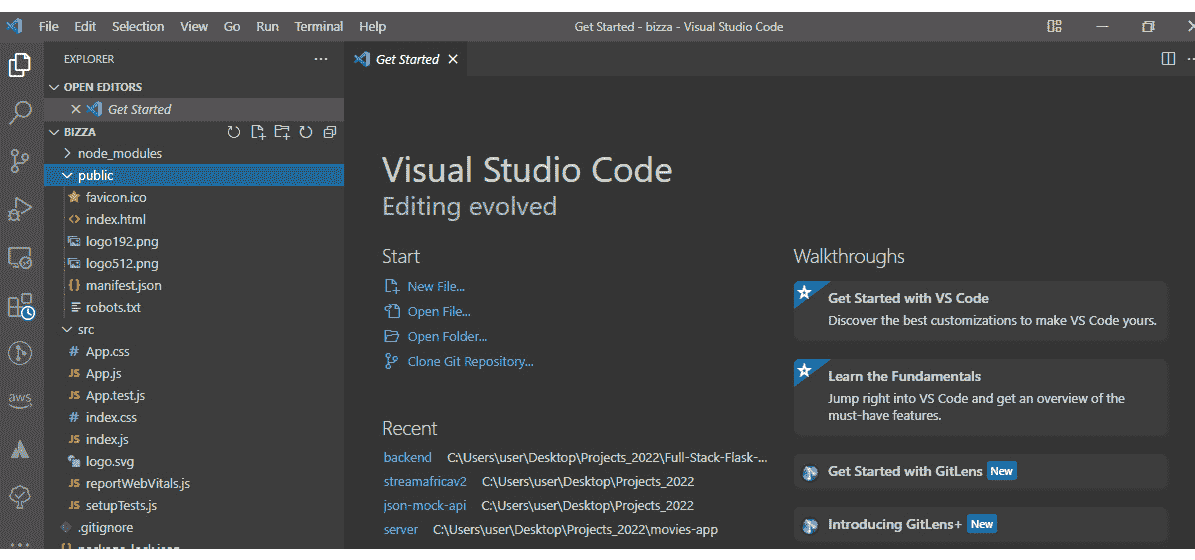 File Edit Selection View Go Run Terminal Help Get Started - bizza - Visual Studio Code
EXPLORER
Get Started
OPEN EDITORS
Get Started
BIZZA
node_modules
public
favicon.ico
index.html
logo192.png
logo512.png
manifest.json
robots.txt
src
App.css
App.js
App.test.js
index.css
index.js
logo.svg
reportWebVitals.js
setupTests.js
.gitignore
aws
Visual Studio Code
Editing evolved
Start
New File...
Open File...
Open Folder...
Clone Git Repository...
Recent
backend C:\Users\user\Desktop\Projects_2022\Full-Stack-Flask-...
streamafricav2 C:\Users\user\Desktop\Projects_2022
json-mock-api C:\Users\user\Desktop\Projects_2022
server C:\Users\user\Desktop\Projects_2022\movies-app
Walkthroughs
Get Started with VS Code
Discover the best customizations to make VS Code yours.
Learn the Fundamentals
Jump right into VS Code and get an overview of the
must-have features.
Get Started with GitLens New
Introducing GitLens+ New